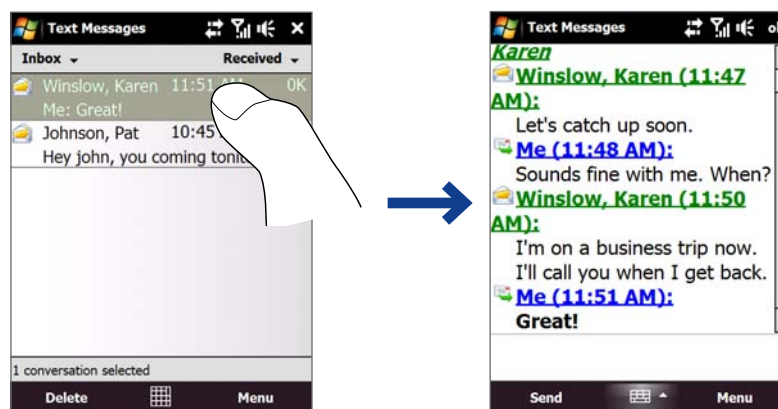 Text Messages
Inbox
Received
Winslow, Karen 11:51 AM 0K
Me: Great!
Johnson, Pat 10:45
Hey john, you coming
1 conversation selected
Delete
Menu
Text Messages
Karen
Winslow, Karen (11:47
AM):
Let's catch up soon.
Me (11:48 AM):
Sounds fine with me. When?
Winslow, Karen (11:50
AM):
I'm on a business trip now.
I'll call you when I get back.
Me (11:51 AM):
Great!
Send
Menu